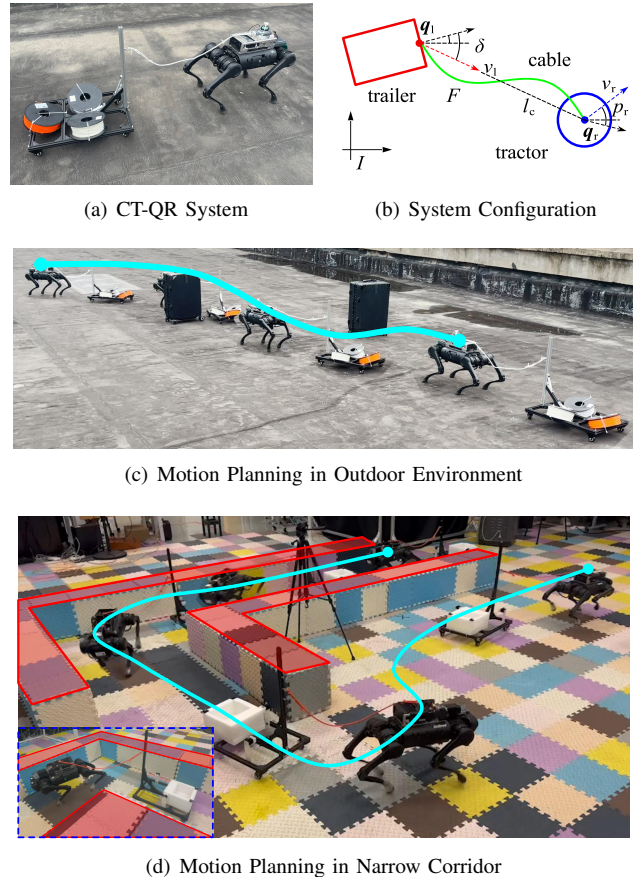 (a) CT-QR System
q_l
δ
v_l
cable
trailer
F
l_c
v_r
p_r
q_r
I
tractor
(b) System Configuration
(c) Motion Planning in Outdoor Environment
(d) Motion Planning in Narrow Corridor